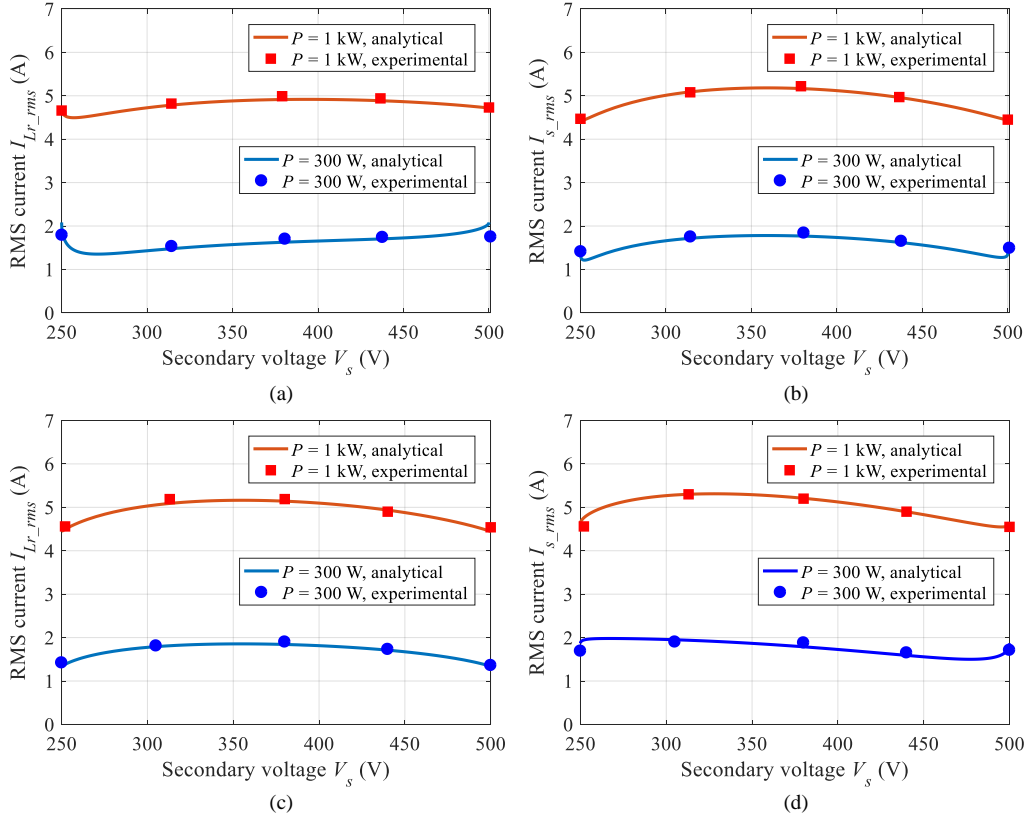 RMS current I_Lr_rms (A)
7
6
5
4
3
2
1
0
P = 1 kW, analytical
P = 1 kW, experimental
P = 300 W, analytical
P = 300 W, experimental
250 300 350 400 450 500
Secondary voltage V_s (V)
(a)
RMS current I_s_rms (A)
7
6
5
4
3
2
1
0
P = 1 kW, analytical
P = 1 kW, experimental
P = 300 W, analytical
P = 300 W, experimental
250 300 350 400 450 500
Secondary voltage V_s (V)
(b)
RMS current I_Lr_rms (A)
7
6
5
4
3
2
1
0
P = 1 kW, analytical
P = 1 kW, experimental
P = 300 W, analytical
P = 300 W, experimental
250 300 350 400 450 500
Secondary voltage V_s (V)
(c)
RMS current I_s_rms (A)
7
6
5
4
3
2
1
0
P = 1 kW, analytical
P = 1 kW, experimental
P = 300 W, analytical
P = 300 W, experimental
250 300 350 400 450 500
Secondary voltage V_s (V)
(d)